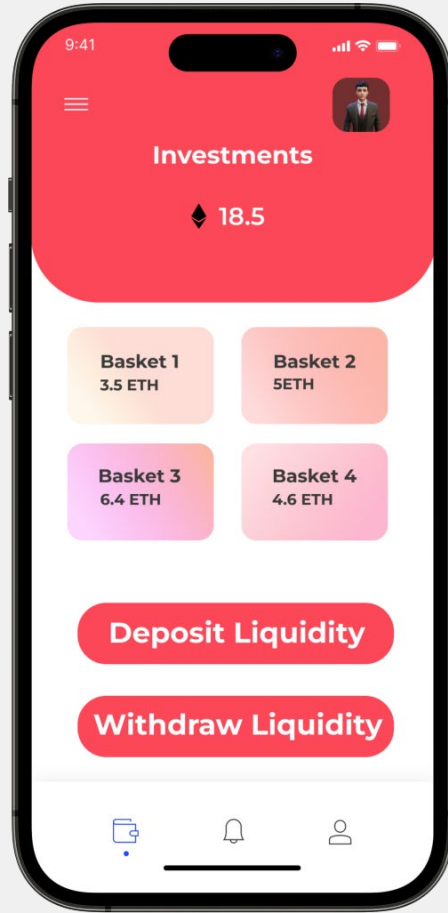 9:41
Investments
18.5
Basket 1
3.5 ETH
Basket 2
5ETH
Basket 3
6.4 ETH
Basket 4
4.6 ETH
Deposit Liquidity
Withdraw Liquidity